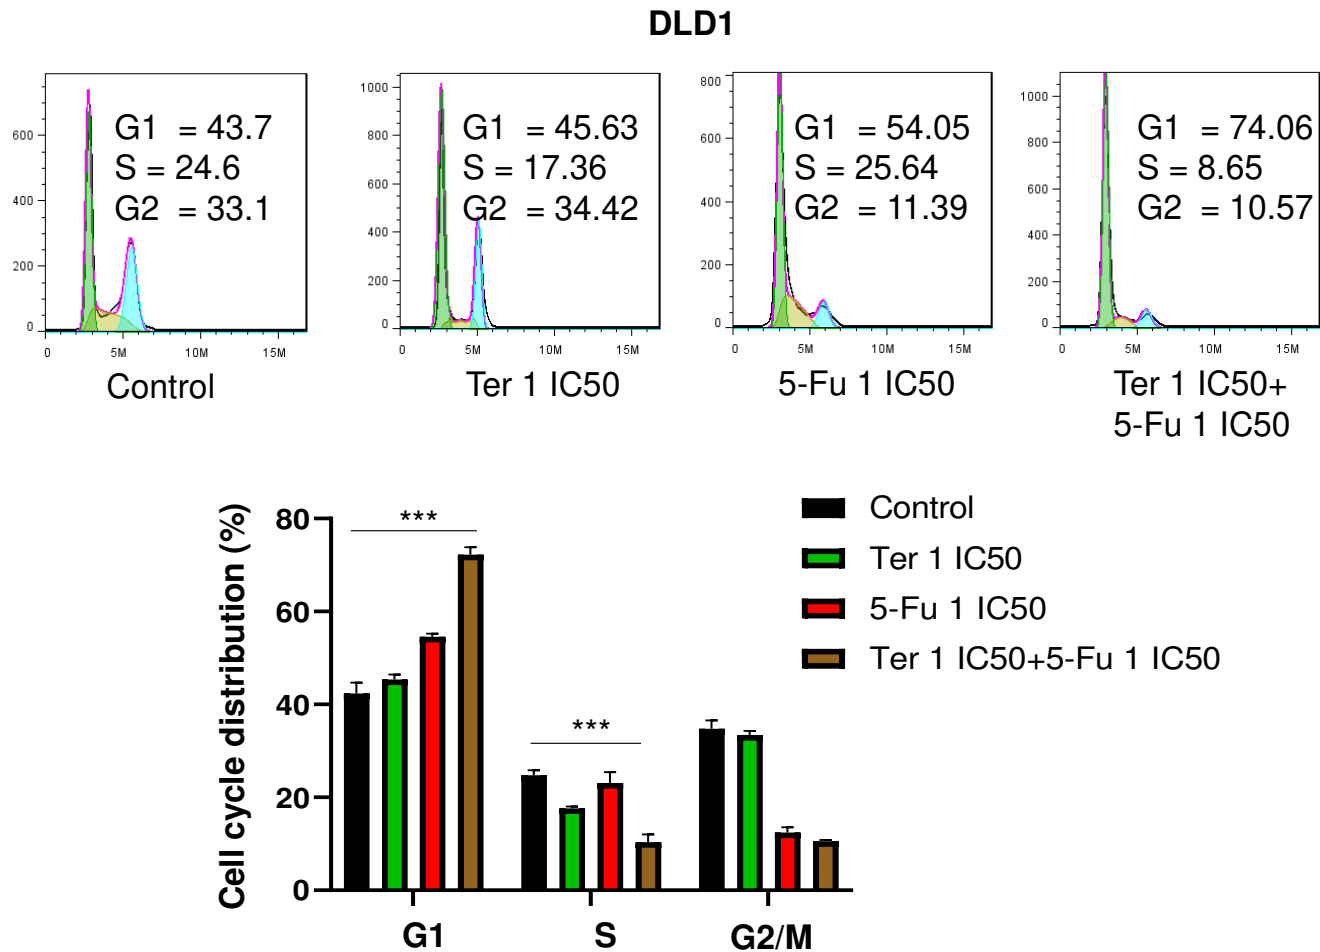 DLD1
600
400
200
0
0 5M 10M 15M
G1 = 43.7
S = 24.6
G2 = 33.1
Control
1000
800
600
400
200
0
0 5M 10M 15M
G1 = 45.63
S = 17.36
G2 = 34.42
Ter 1 IC50
800
600
400
200
0
0 5M 10M 15M
G1 = 54.05
S = 25.64
G2 = 11.39
5-Fu 1 IC50
1000
800
600
400
200
0
0 5M 10M 15M
G1 = 74.06
S = 8.65
G2 = 10.57
Ter 1 IC50+
5-Fu 1 IC50
Cell cycle distribution (%)
80
60
40
20
0
***
***
G1 S G2/M
Control
Ter 1 IC50
5-Fu 1 IC50
Ter 1 IC50+5-Fu 1 IC50